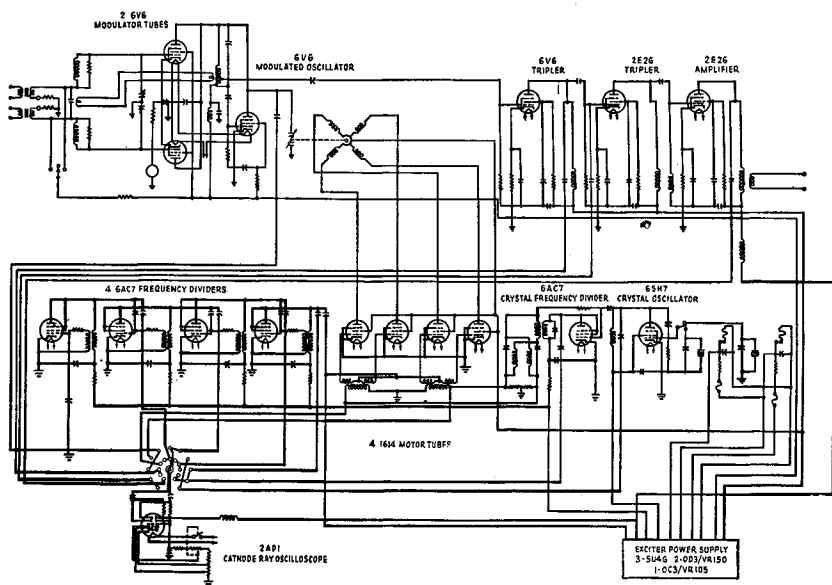 2 6V6
MODULATOR TUBES
6V6
MODULATED OSCILLATOR
6V6
TRIPLER
2E26
TRIPLER
2E26
AMPLIFIER
4 6AC7 FREQUENCY DIVIDERS
6AC7
CRYSTAL FREQUENCY DIVIDER
6SH7
CRYSTAL OSCILLATOR
4 1614 MOTOR TUBES
2AP1
CATHODE RAY OSCILLOSCOPE
EXCITER POWER SUPPLY
3-5U4G 2-OD3/VR150
1-OC3/VR105